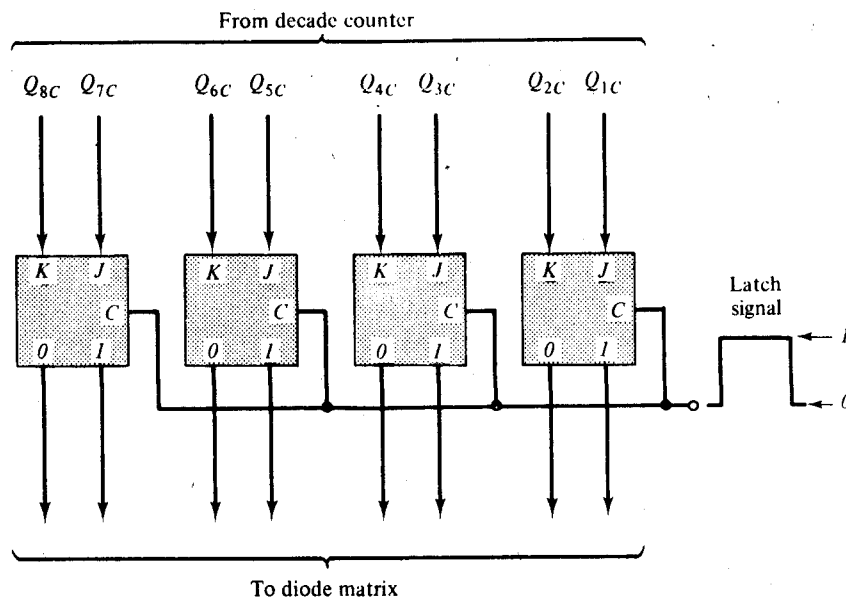 From decade counter
Q8C Q7C Q6C Q5C Q4C Q3C Q2C Q1C
K J K J K J K J
C C C C
Latch
signal
0 1 0 1 0 1 0 1
To diode matrix